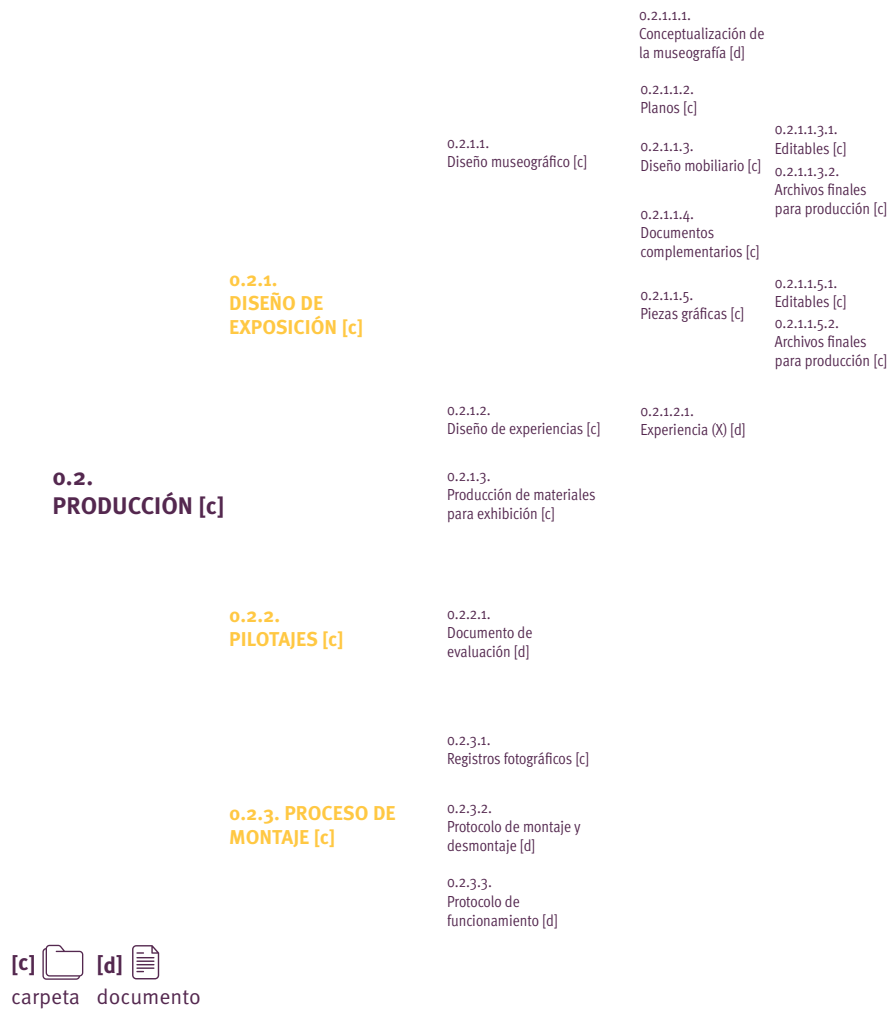 0.2.
PRODUCCIÓN [c]
0.2.1.
DISEÑO DE
EXPOSICIÓN [c]
0.2.1.1.
Diseño museográfico [c]
0.2.1.1.1.
Conceptualización de
la museografía [d]
0.2.1.1.2.
Planos [c]
0.2.1.1.3.
Diseño mobiliario [c]
0.2.1.1.3.1.
Editables [c]
0.2.1.1.3.2.
Archivos finales
para producción [c]
0.2.1.1.4.
Documentos
complementarios [c]
0.2.1.1.5.
Piezas gráficas [c]
0.2.1.1.5.1.
Editables [c]
0.2.1.1.5.2.
Archivos finales
para producción [c]
0.2.1.2.
Diseño de experiencias [c]
0.2.1.2.1.
Experiencia (X) [d]
0.2.1.3.
Producción de materiales
para exhibición [c]
0.2.2.
PILOTAJES [c]
0.2.2.1.
Documento de
evaluación [d]
0.2.3. PROCESO DE
MONTAJE [c]
0.2.3.1.
Registros fotográficos [c]
0.2.3.2.
Protocolo de montaje y
desmontaje [d]
0.2.3.3.
Protocolo de
funcionamiento [d]
[c] [d]
carpeta documento